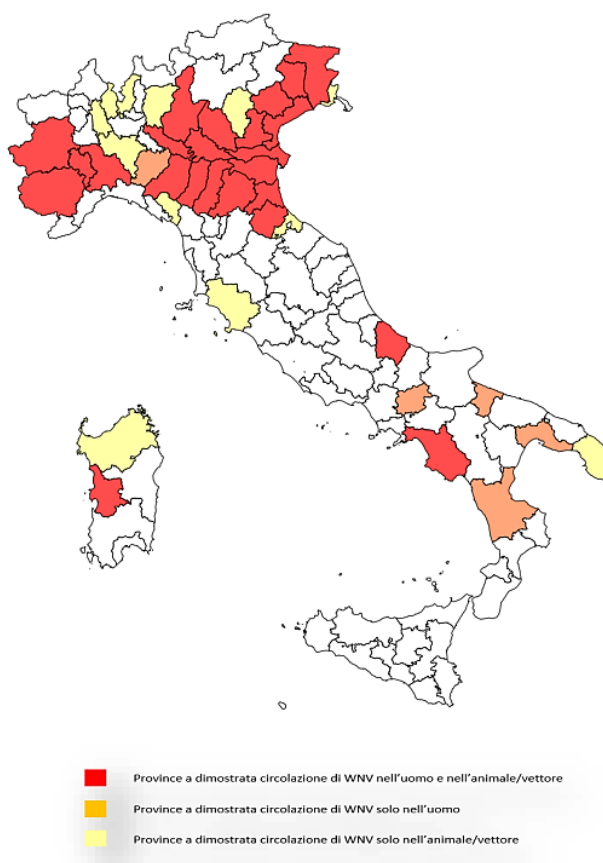 Province a dimostrata circolazione di WNV nell'uomo e nell'animale/vettore
Province a dimostrata circolazione di WNV solo nell'uomo
Province a dimostrata circolazione di WNV solo nell'animale/vettore